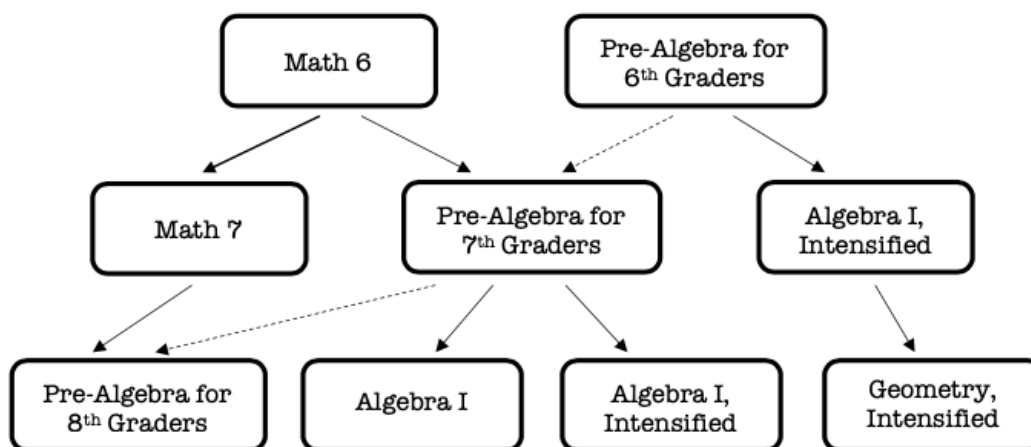 Math 6
Pre-Algebra for
6th Graders
Math 7
Pre-Algebra for
7th Graders
Algebra I,
Intensified
Pre-Algebra for
8th Graders
Algebra I
Algebra I,
Intensified
Geometry,
Intensified